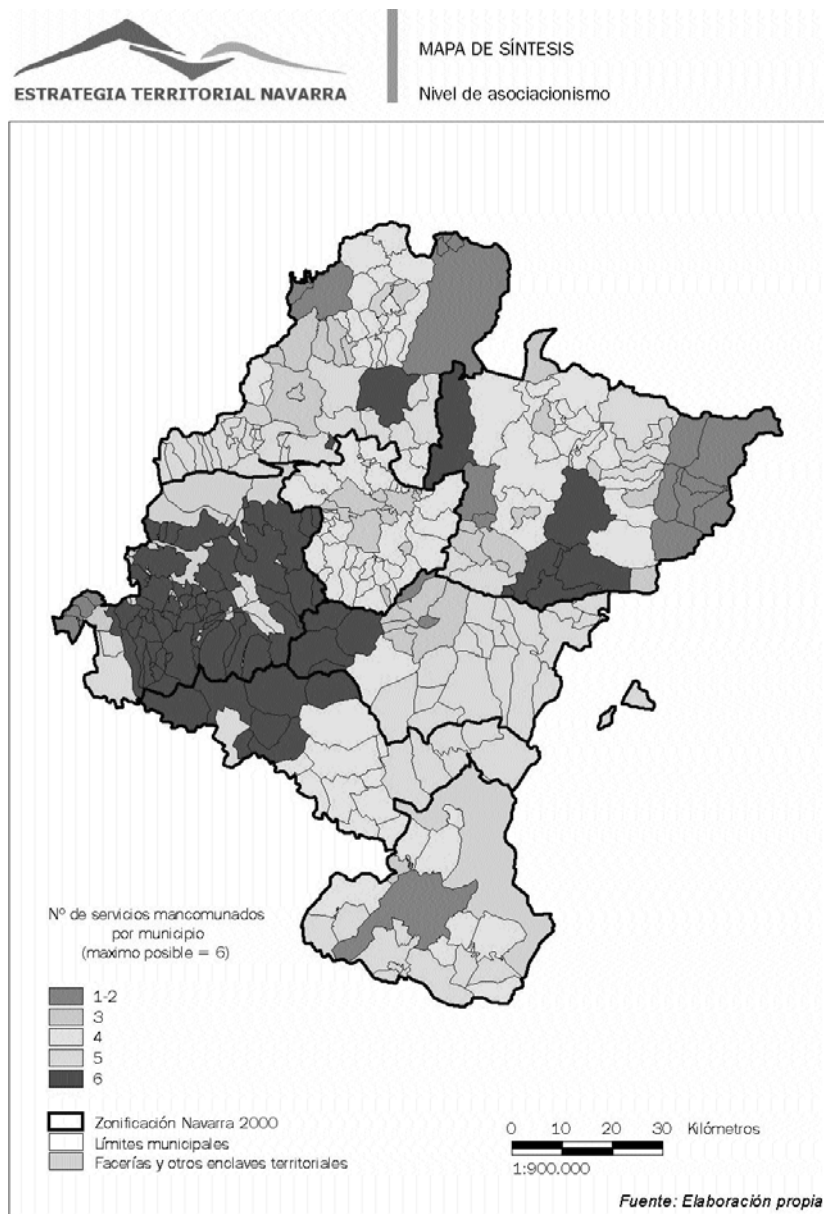 ESTRATEGIA TERRITORIAL NAVARRA
MAPA DE SÍNTESIS
Nivel de asociacionismo
Nº de servicios mancomunados
por municipio
(maximo posible = 6)
1-2
3
4
5
6
Zonificación Navarra 2000
Límites municipales
Facerías y otros enclaves territoriales
0 10 20 30 Kilómetros
1:900.000
Fuente: Elaboración propia